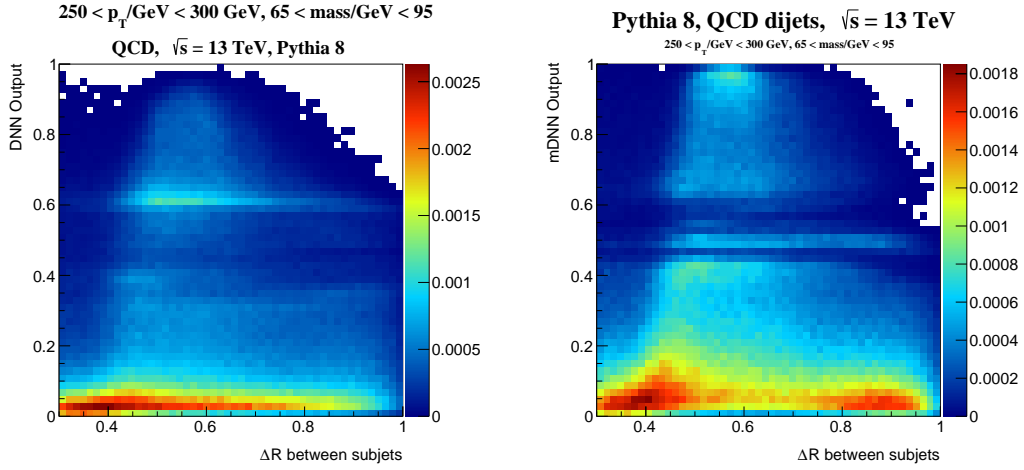 250 < p_T/GeV < 300 GeV, 65 < mass/GeV < 95
QCD, √s = 13 TeV, Pythia 8
DNN Output
1
0.8
0.6
0.4
0.2
0
0.4 0.6 0.8 1
ΔR between subjets
0.0025
0.002
0.0015
0.001
0.0005
0
Pythia 8, QCD dijets, √s = 13 TeV
250 < p_T/GeV < 300 GeV, 65 < mass/GeV < 95
mDNN Output
1
0.8
0.6
0.4
0.2
0
0.4 0.6 0.8 1
ΔR between subjets
0.0018
0.0016
0.0014
0.0012
0.001
0.0008
0.0006
0.0004
0.0002
0